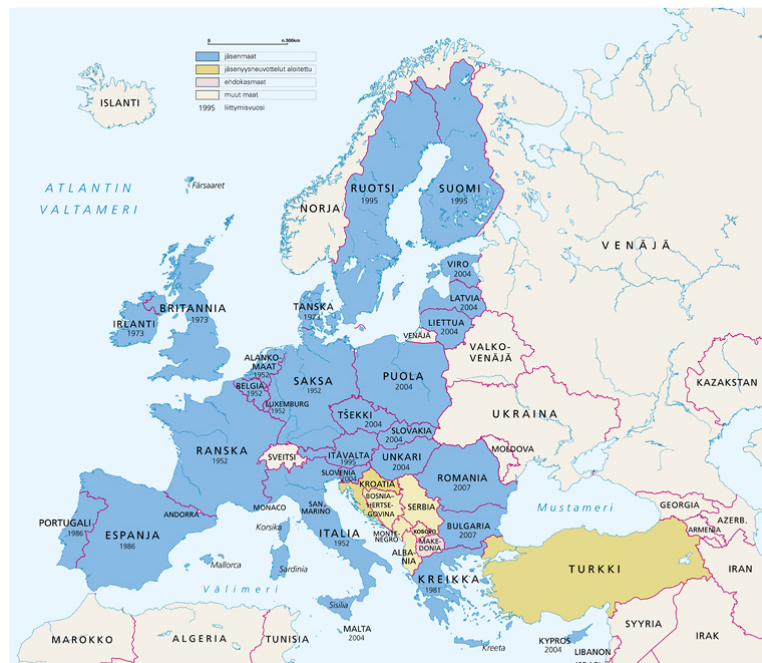 0
n.500km
jäsenmaat
jäsenyysneuvottelut aloitettu
ehdokasmaat
muut maat
1995 liittymisvuosi
ISLANTI
ATLANTIN
VALTAMERI
Färsaaret
NORJA
RUOTSI
1995
SUOMI
1995
VENÄJÄ
VIRO
2004
LATVIA
2004
LIETTUA
2004
VENÄJÄ
BRITANNIA
1973
IRLANTI
1973
TANSKA
1973
ALANKO-
MAAT
1952
BELGIA
1952
LUXEMBURG
1952
SAKSA
1952
PUOLA
2004
VALKO-
VENÄJÄ
KAZAKSTAN
UKRAINA
TŠEKKI
2004
SLOVAKIA
2004
MOLDOVA
RANSKA
1952
SVEITSI
ITÄVALTA
1995
UNKARI
2004
SLOVENIA
2004
KROATIA
BOSNIA-
HERTSE-
GOVINA
SERBIA
ROMANIA
2007
MONACO
SAN
MARINO
ANDORRA
PORTUGALI
1986
ESPANJA
1986
Korsika
ITALIA
1952
MONTE-
NEGRO
KOSOVO
MAKE-
DONIA
ALBA-
NIA
BULGARIA
2007
Mustameri
GEORGIA
ARMENIA
AZERB.
Mallorca
Sardinia
Välimeri
KREIKKA
1981
TURKKI
IRAN
Sisilia
MALTA
2004
Kreeta
KYPROS
2004
SYYRIA
IRAK
LIBANON
MAROKKO
ALGERIA
TUNISIA